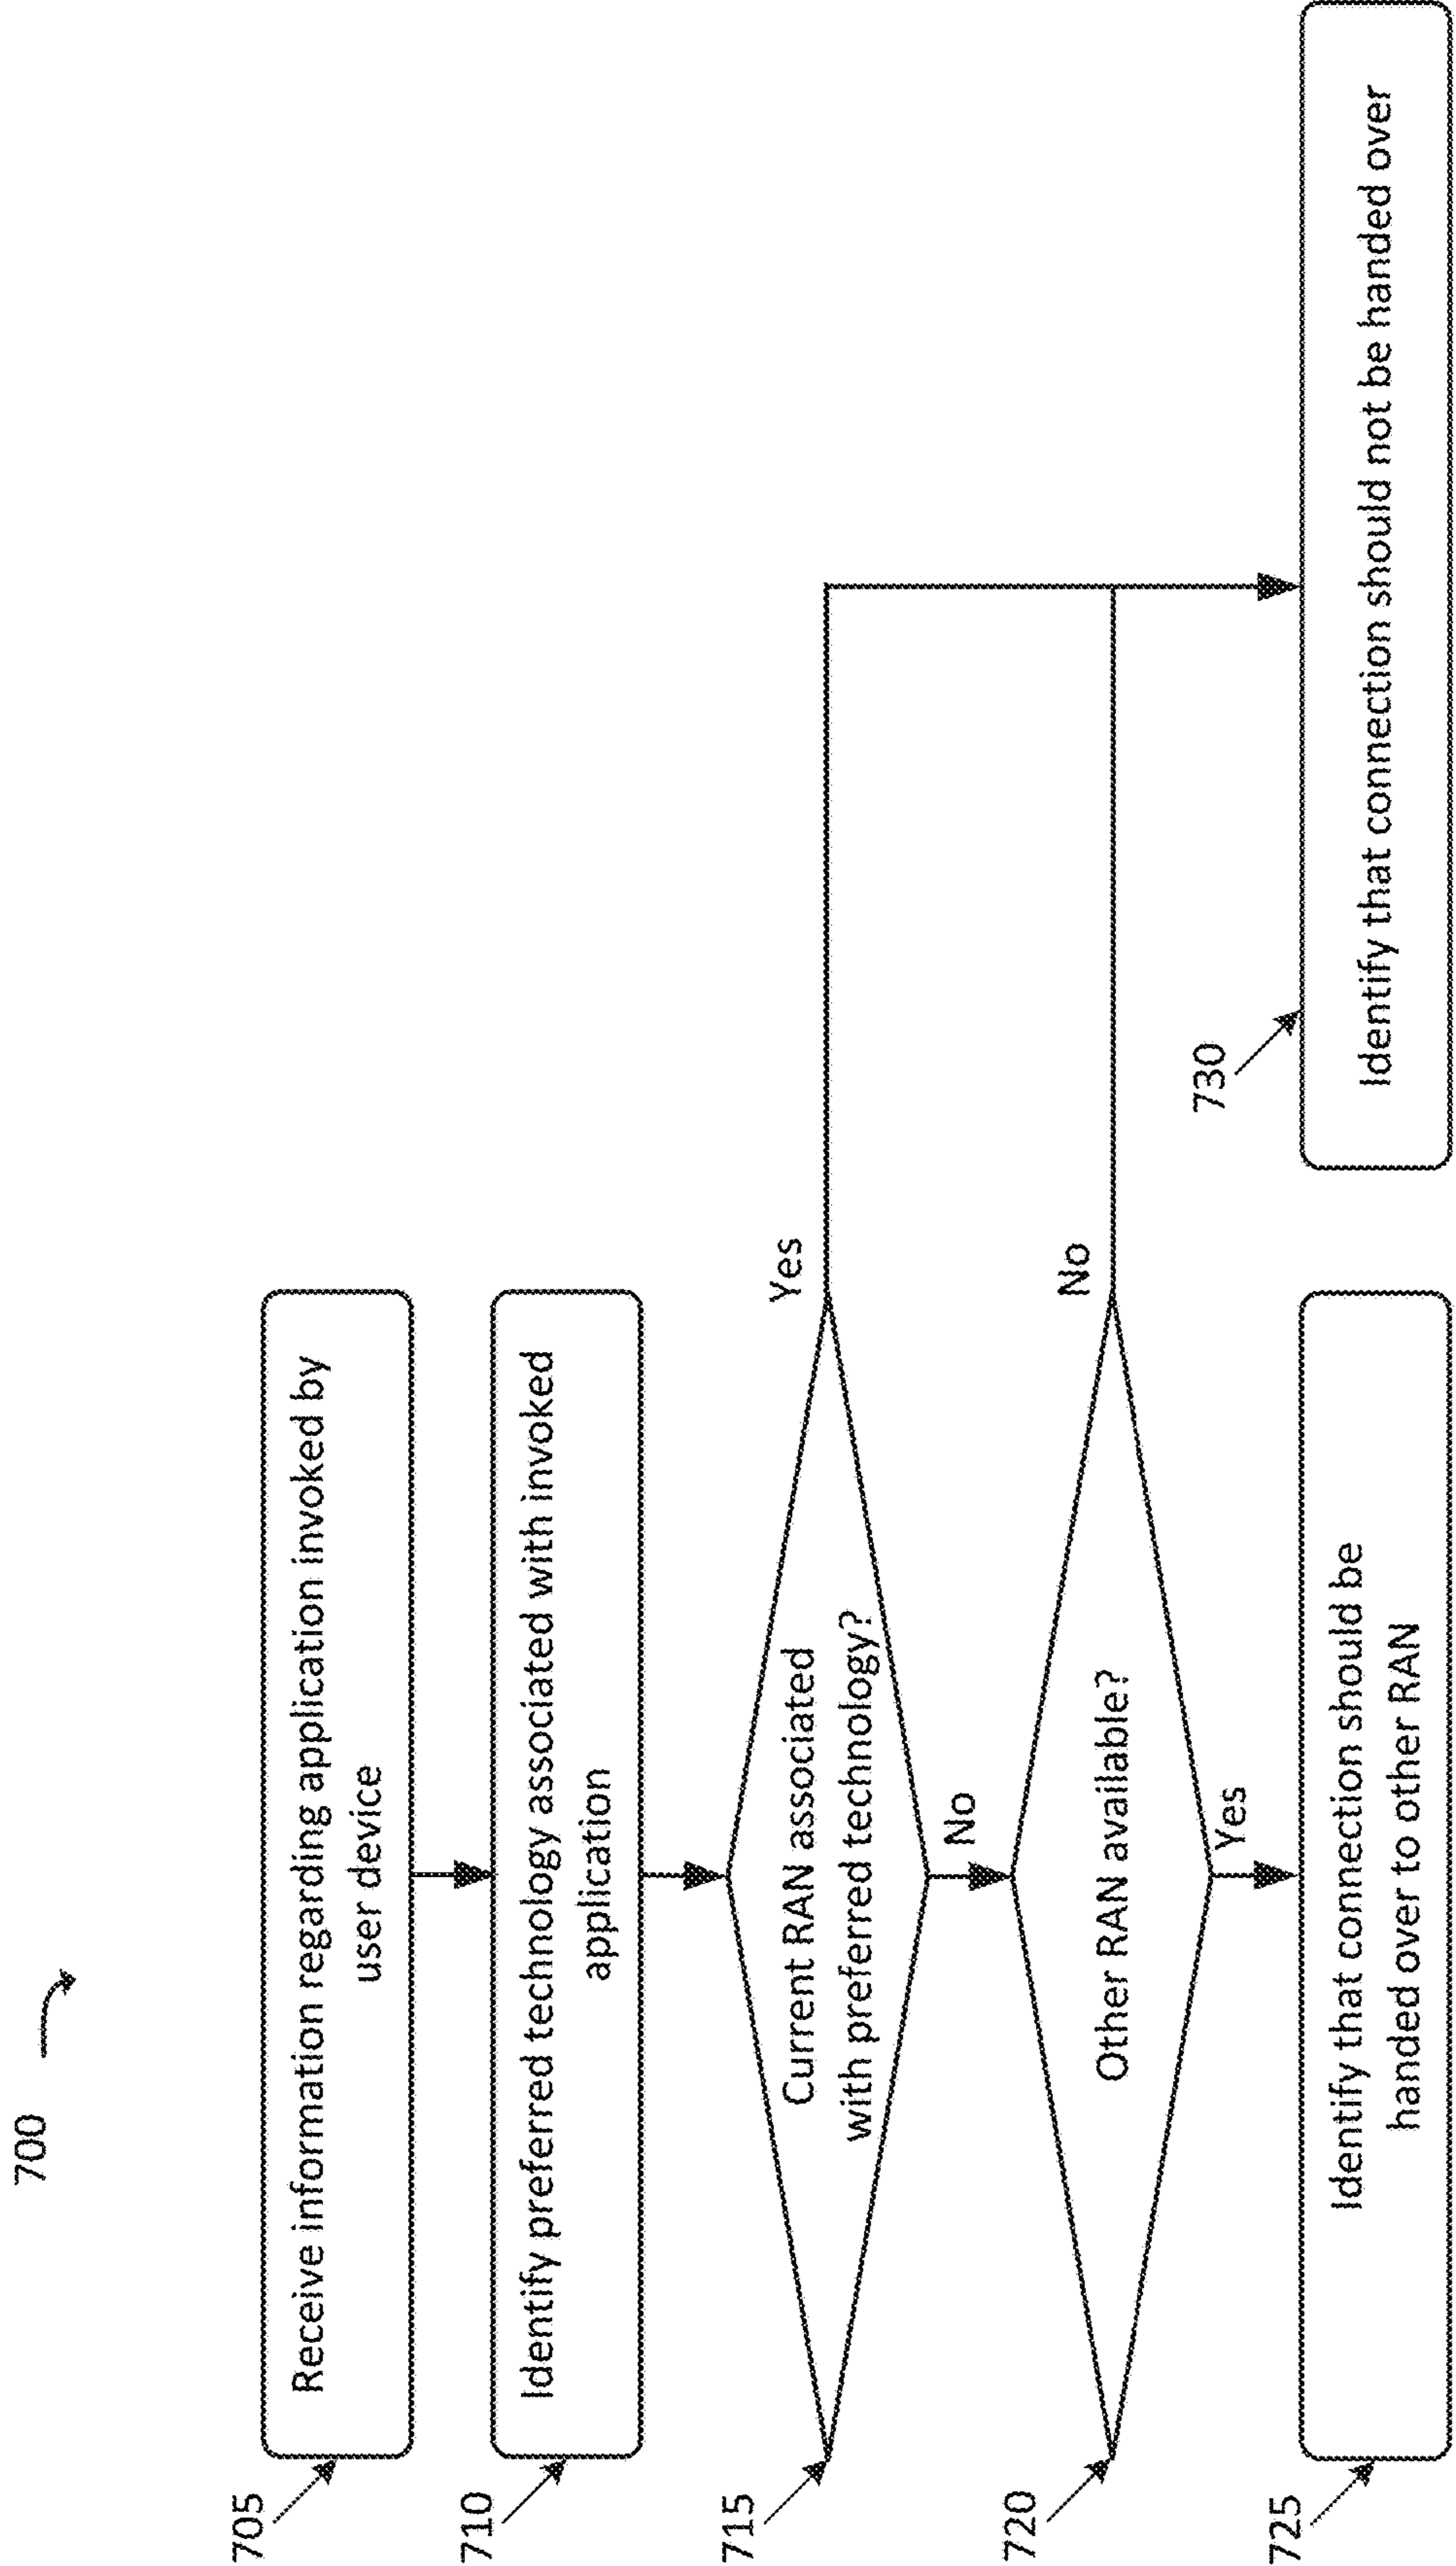 700
705
Receive information regarding application invoked by
user device
710
Identify preferred technology associated with invoked
application
715
Current RAN associated
with preferred technology?
Yes
No
720
Other RAN available?
No
Yes
725
Identify that connection should be
handed over to other RAN
730
Identify that connection should not be handed over